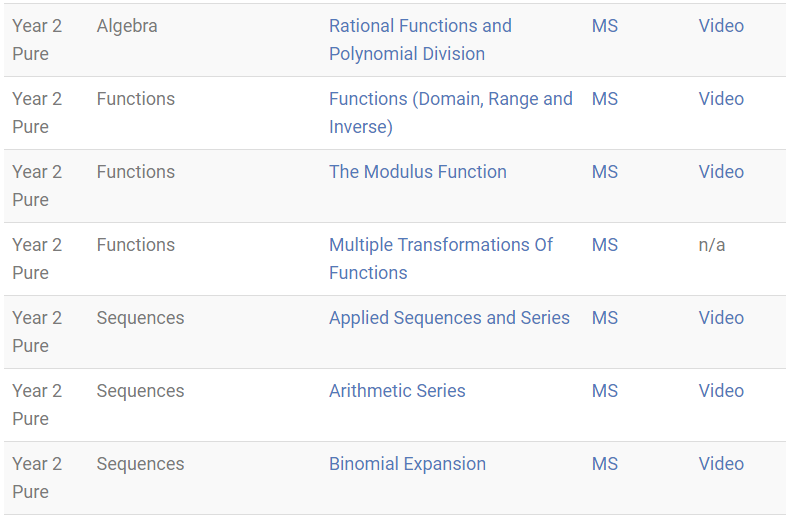 Year 2 Algebra Rational Functions and MS Video
Pure Polynomial Division
Year 2 Functions Functions (Domain, Range and MS Video
Pure Inverse)
Year 2 Functions The Modulus Function MS Video
Pure
Year 2 Functions Multiple Transformations Of MS n/a
Pure Functions
Year 2 Sequences Applied Sequences and Series MS Video
Pure
Year 2 Sequences Arithmetic Series MS Video
Pure
Year 2 Sequences Binomial Expansion MS Video
Pure